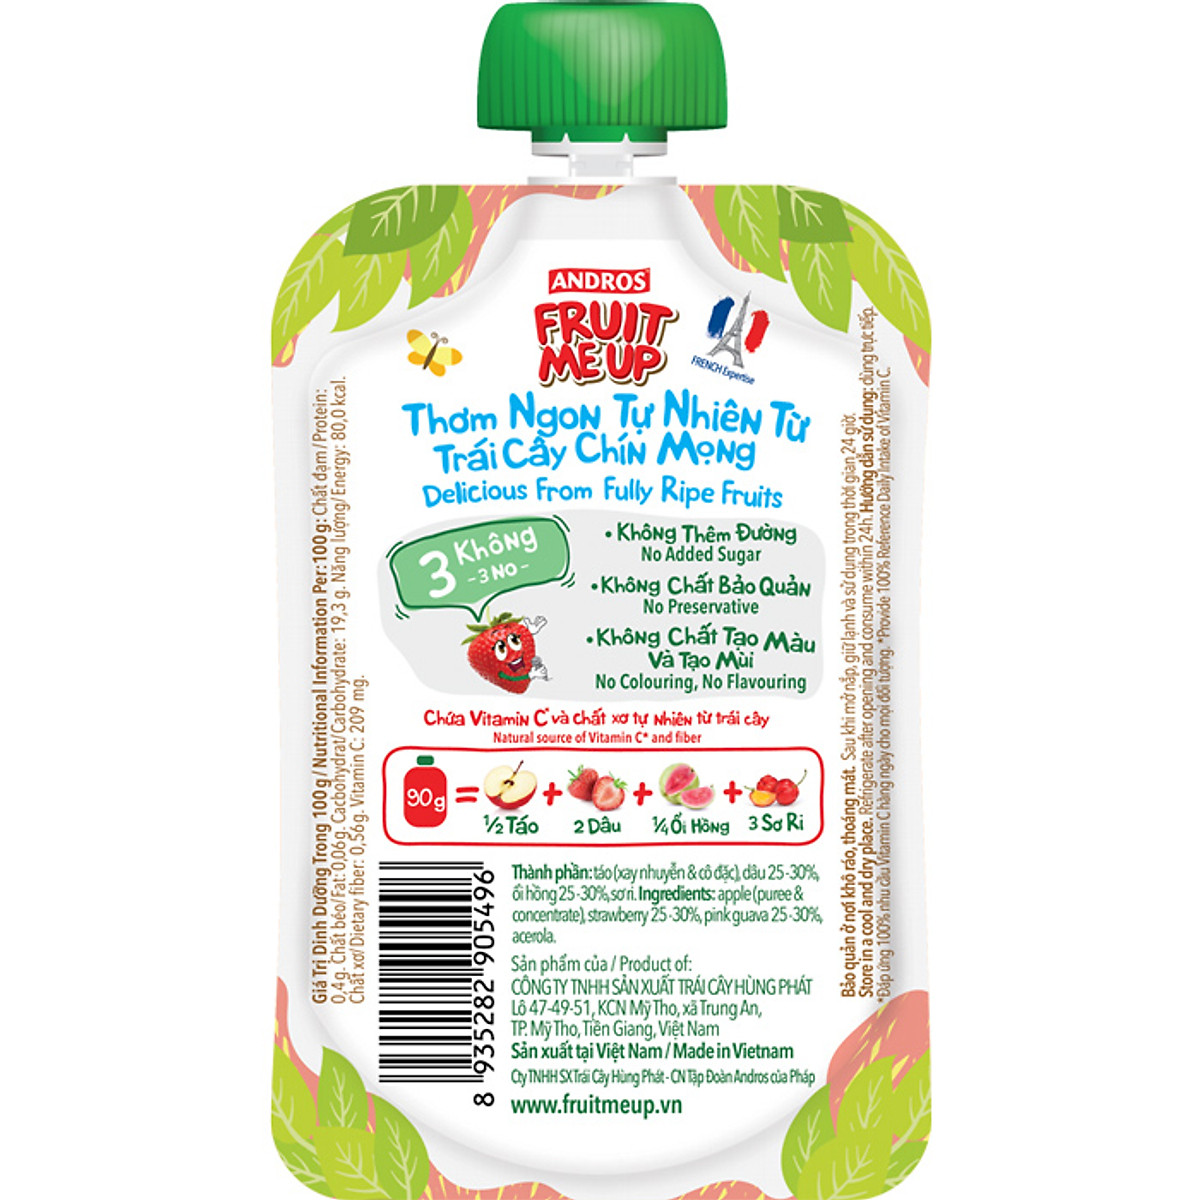 ANDROS
FRUIT
ME UP
FRENCH Expertise
Thơm Ngon Tự Nhiên Từ
Trái Cây Chín Mọng
Delicious From Fully Ripe Fruits
3 Không
- 3 NO -
• Không Thêm Đường
No Added Sugar
• Không Chất Bảo Quản
No Preservative
• Không Chất Tạo Màu
Và Tạo Mùi
No Colouring, No Flavouring
Chứa Vitamin C* và chất xơ tự nhiên từ trái cây
Natural source of Vitamin C* and fiber
90g = + + +
½ Táo 2 Dâu ¼ Ổi Hồng 3 Sơ Ri
Thành phần: táo (xay nhuyễn & cô đặc), dâu 25-30%,
ổi hồng 25-30%, sơ ri. Ingredients: apple (puree &
concentrate), strawberry 25-30%, pink guava 25-30%,
acerola.
Sản phẩm của / Product of:
CÔNG TY TNHH SẢN XUẤT TRÁI CÂY HÙNG PHÁT
Lô 47-49-51, KCN Mỹ Tho, xã Trung An,
TP. Mỹ Tho, Tiền Giang, Việt Nam
Sản xuất tại Việt Nam / Made in Vietnam
Cty TNHH SX Trái Cây Hùng Phát - CN Tập Đoàn Andros của Pháp
www.fruitmeup.vn
8 935282 905496
Giá Trị Dinh Dưỡng Trong 100g / Nutritional Information Per: 100g: Chất đạm / Protein:
0,4g. Chất béo/ Fat: 0,06g. Cacbohydrat/Carbohydrate: 19,3 g. Năng lượng/ Energy: 80,0 kcal.
Chất xơ/ Dietary fiber: 0,56g. Vitamin C: 209 mg.
Bảo quản ở nơi khô ráo, thoáng mát. Sau khi mở nắp, giữ lạnh và sử dụng trong thời gian 24 giờ.
Store in a cool and dry place. Refrigerate after opening and consume within 24h. Hướng dẫn sử dụng: dùng trực tiếp.
*Đáp ứng 100% nhu cầu Vitamin C hàng ngày cho mọi đối tượng. *Provide 100% Reference Daily Intake of Vitamin C.